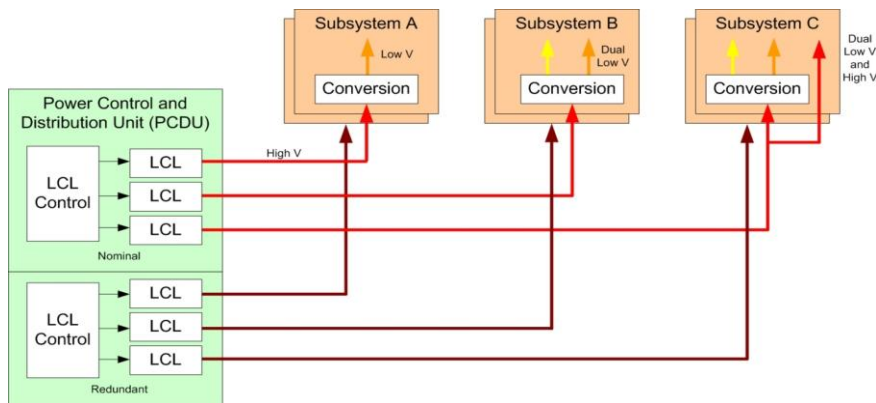 Subsystem A
Low V
Conversion
Subsystem B
Dual
Low V
Conversion
Subsystem C
Conversion
Dual
Low V
and
High V
Power Control and
Distribution Unit (PCDU)
LCL
Control
LCL
LCL
LCL
Nominal
High V
LCL
Control
LCL
LCL
LCL
Redundant